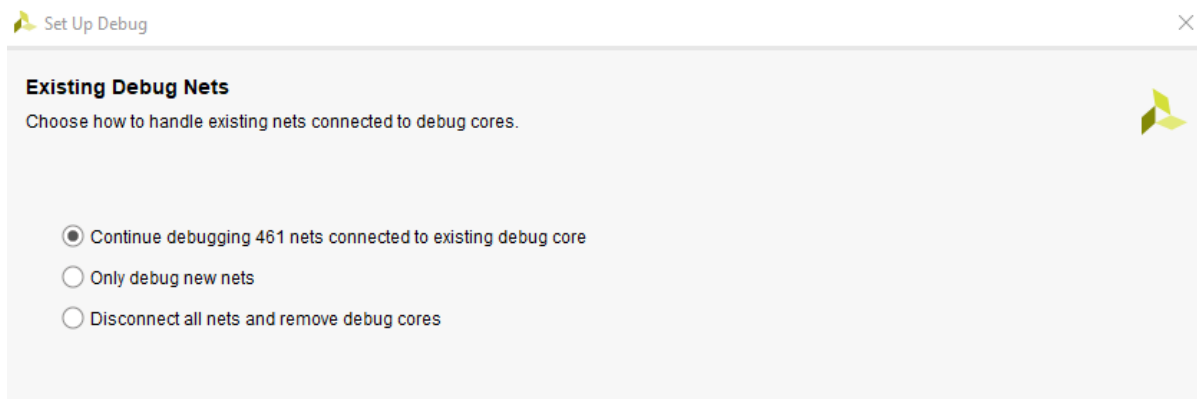 Set Up Debug
Existing Debug Nets
Choose how to handle existing nets connected to debug cores.
Continue debugging 461 nets connected to existing debug core
Only debug new nets
Disconnect all nets and remove debug cores